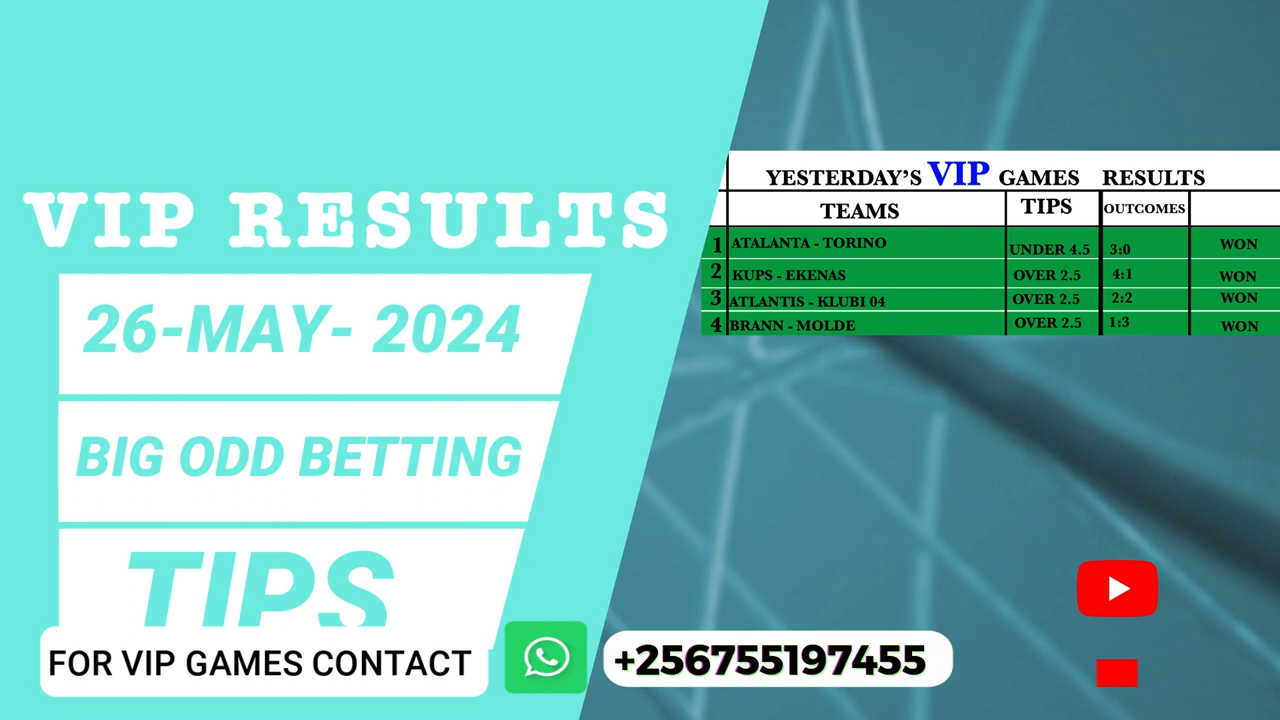 VIP RESULTS
26-MAY- 2024
BIG ODD BETTING
TIPS
FOR VIP GAMES CONTACT
+256755197455
YESTERDAY'S VIP GAMES RESULTS
TEAMS TIPS OUTCOMES
1 ATALANTA - TORINO UNDER 4.5 3:0 WON
2 KUPS - EKENAS OVER 2.5 4:1 WON
3 ATLANTIS - KLUBI 04 OVER 2.5 2:2 WON
4 BRANN - MOLDE OVER 2.5 1:3 WON